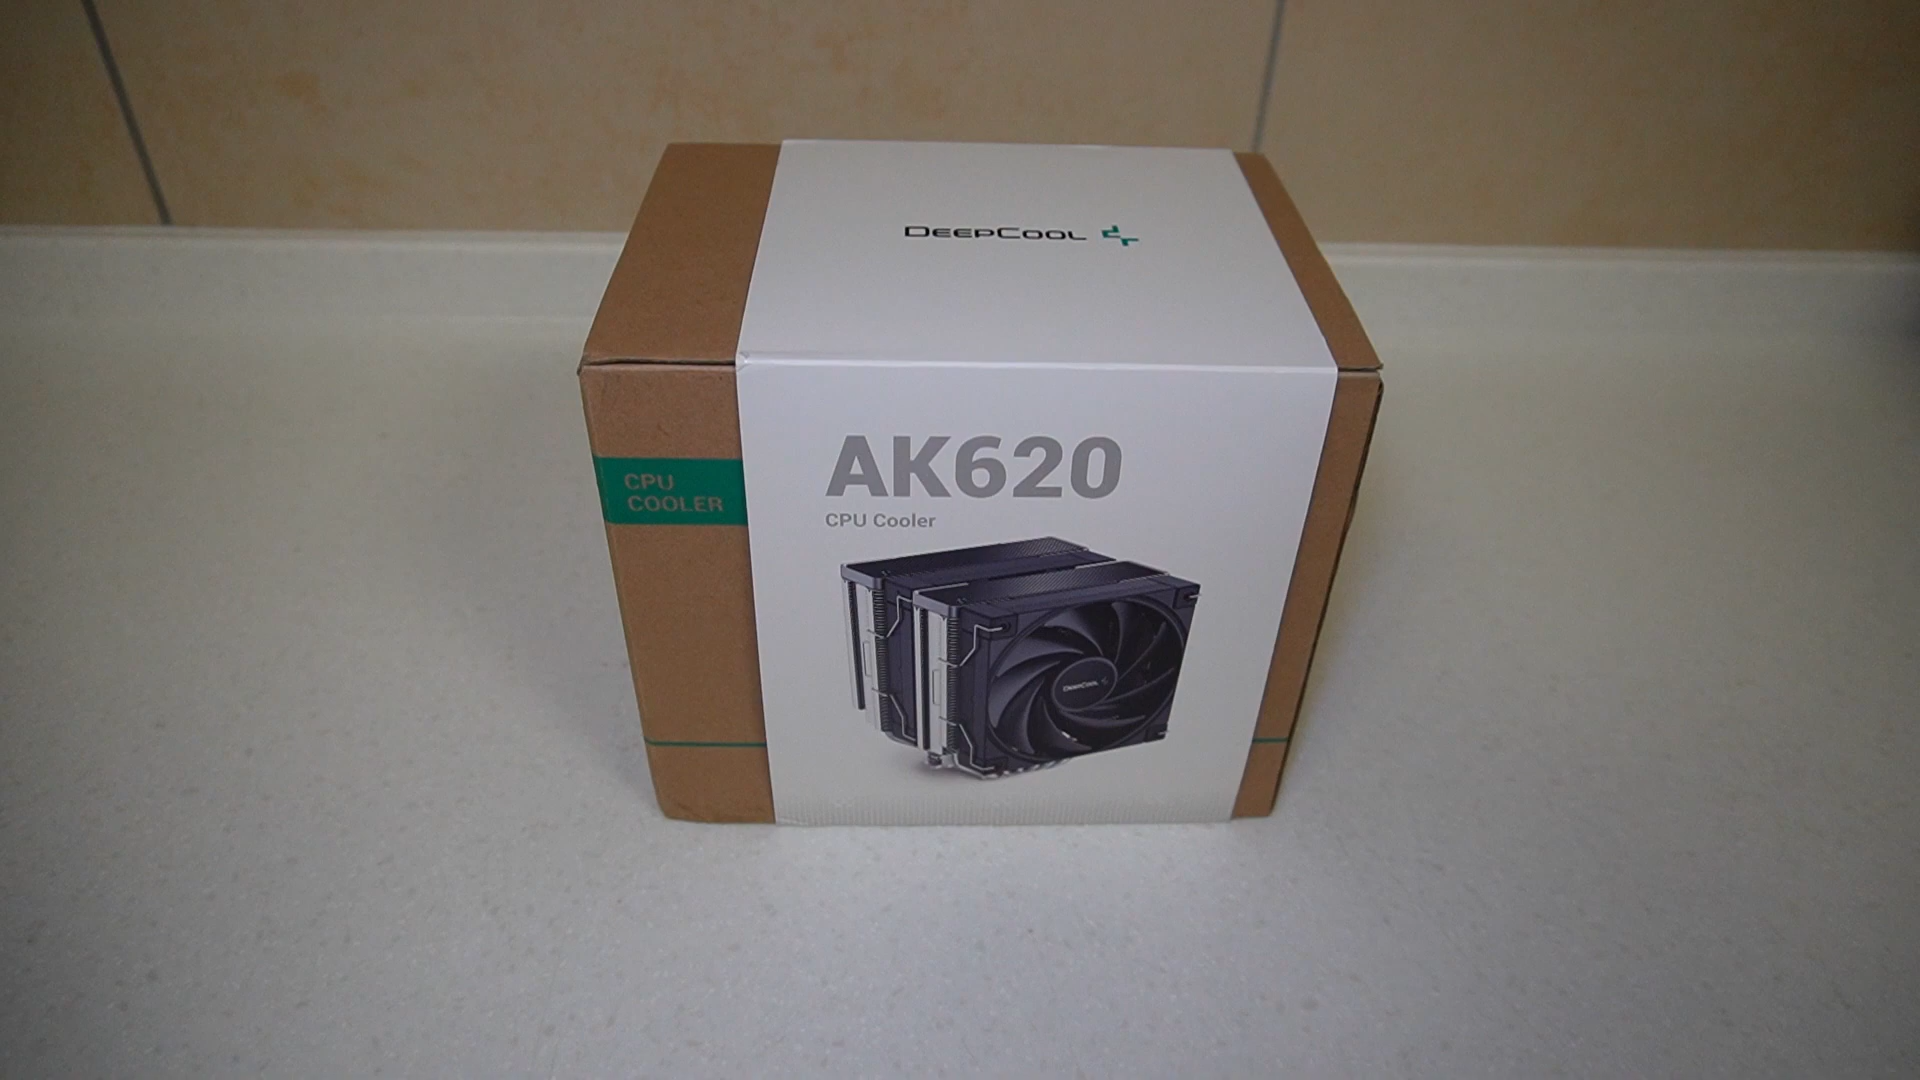 DEEPCOOL
AK620
CPU Cooler
CPU
COOLER
DEEPCOOL